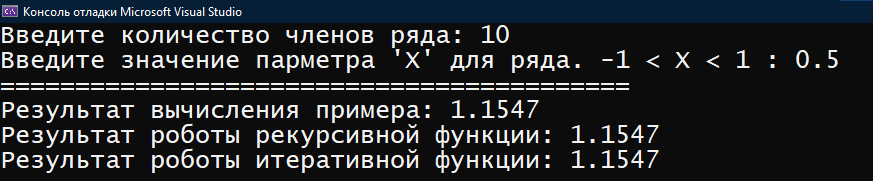 Консоль отладки Microsoft Visual Studio
Введите количество членов ряда: 10
Введите значение парметра 'X' для ряда. -1 < X < 1 : 0.5
==========================================
Результат вычисления примера: 1.1547
Результат роботы рекурсивной функции: 1.1547
Результат роботы итеративной функции: 1.1547